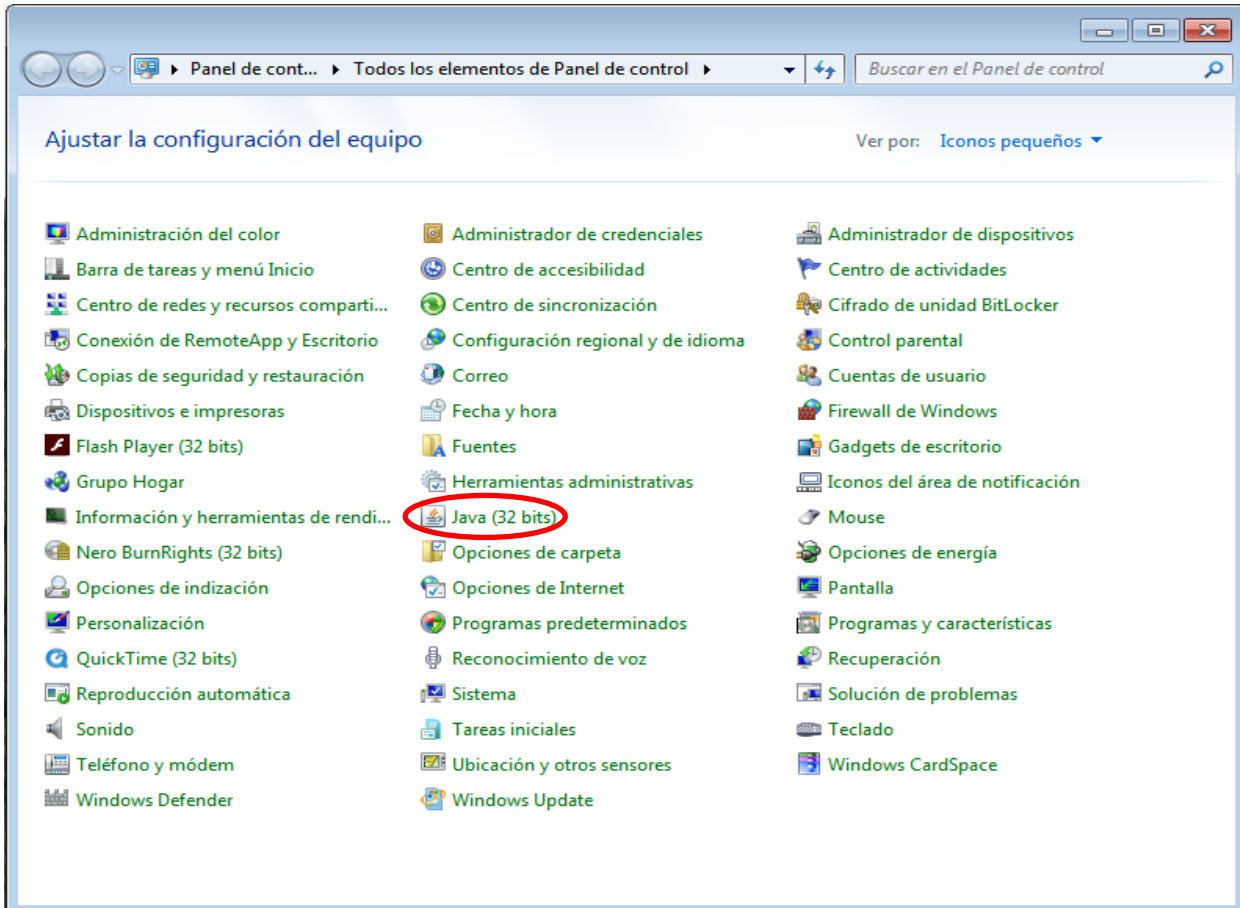 Panel de cont... Todos los elementos de Panel de control Buscar en el Panel de control
Ajustar la configuración del equipo Ver por: Iconos pequeños
Administración del color Administrador de credenciales Administrador de dispositivos
Barra de tareas y menú Inicio Centro de accesibilidad Centro de actividades
Centro de redes y recursos comparti... Centro de sincronización Cifrado de unidad BitLocker
Conexión de RemoteApp y Escritorio Configuración regional y de idioma Control parental
Copias de seguridad y restauración Correo Cuentas de usuario
Dispositivos e impresoras Fecha y hora Firewall de Windows
Flash Player (32 bits) Fuentes Gadgets de escritorio
Grupo Hogar Herramientas administrativas Iconos del área de notificación
Información y herramientas de rendi... Java (32 bits) Mouse
Nero BurnRights (32 bits) Opciones de carpeta Opciones de energía
Opciones de indización Opciones de Internet Pantalla
Personalización Programas predeterminados Programas y características
QuickTime (32 bits) Reconocimiento de voz Recuperación
Reproducción automática Sistema Solución de problemas
Sonido Tareas iniciales Teclado
Teléfono y módem Ubicación y otros sensores Windows CardSpace
Windows Defender Windows Update